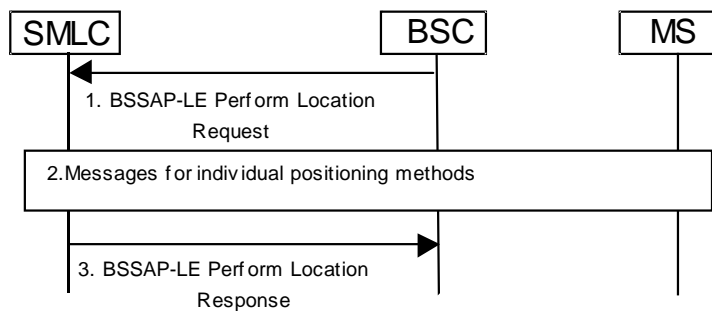 SMLC
BSC
MS
1. BSSAP-LE Perform Location
Request
2.Messages for individual positioning methods
3. BSSAP-LE Perform Location
Response